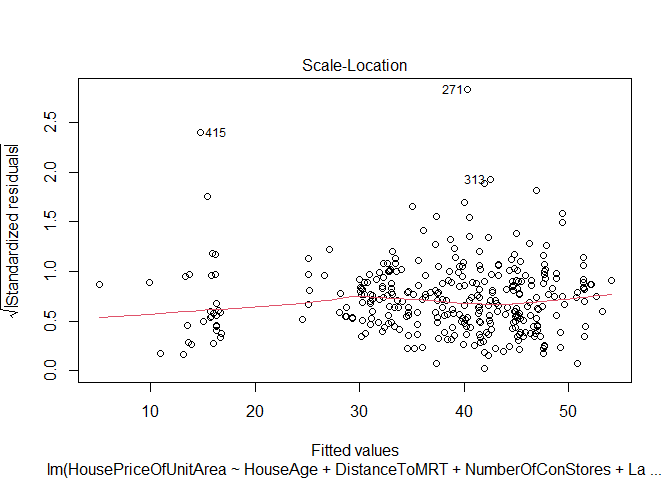 Scale-Location
√|Standardized residuals|
0.0 0.5 1.0 1.5 2.0 2.5
271
415
313
10 20 30 40 50
Fitted values
lm(HousePriceOfUnitArea ~ HouseAge + DistanceToMRT + NumberOfConStores + La ...